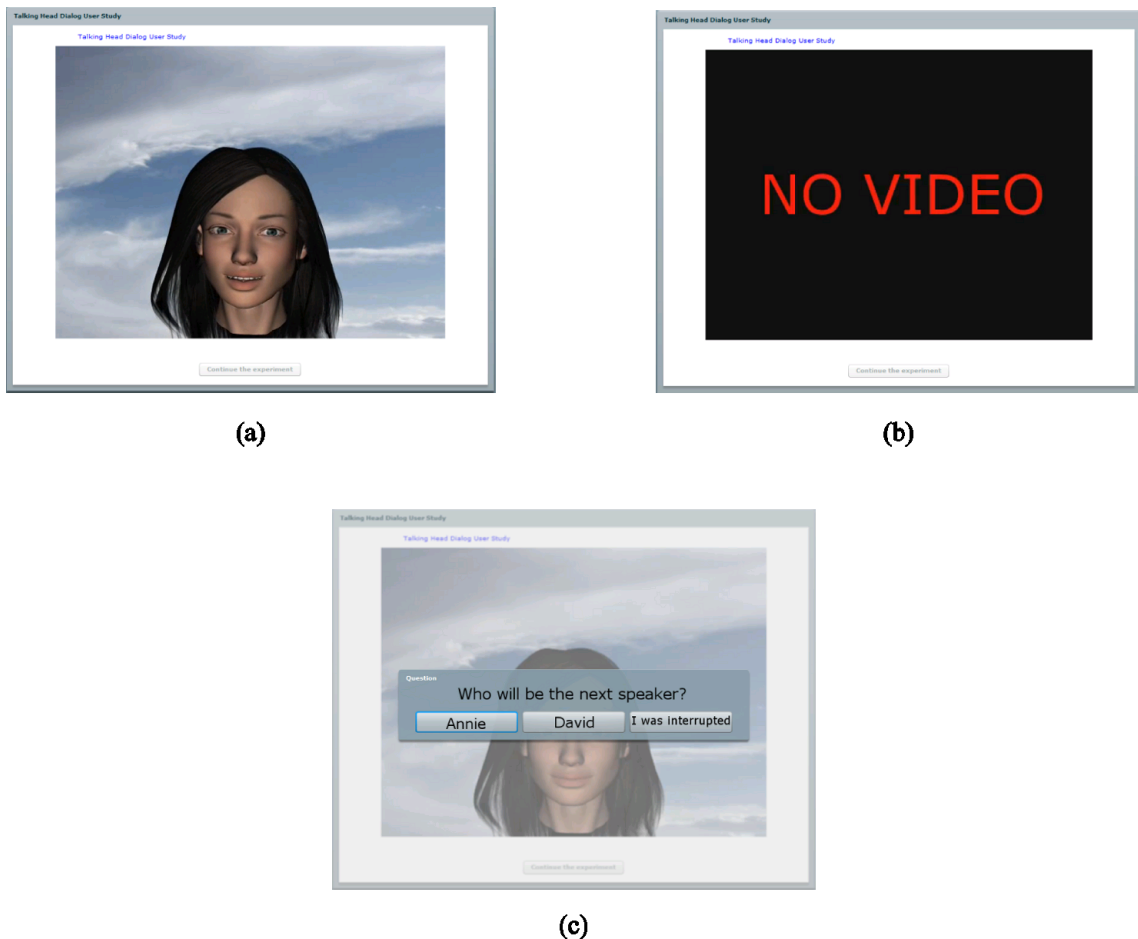 Talking Head Dialog User Study
Talking Head Dialog User Study
Continue the experiment
(a)
Talking Head Dialog User Study
Talking Head Dialog User Study
NO VIDEO
Continue the experiment
(b)
Talking Head Dialog User Study
Talking Head Dialog User Study
Question
Who will be the next speaker?
Annie David I was interrupted
Continue the experiment
(c)